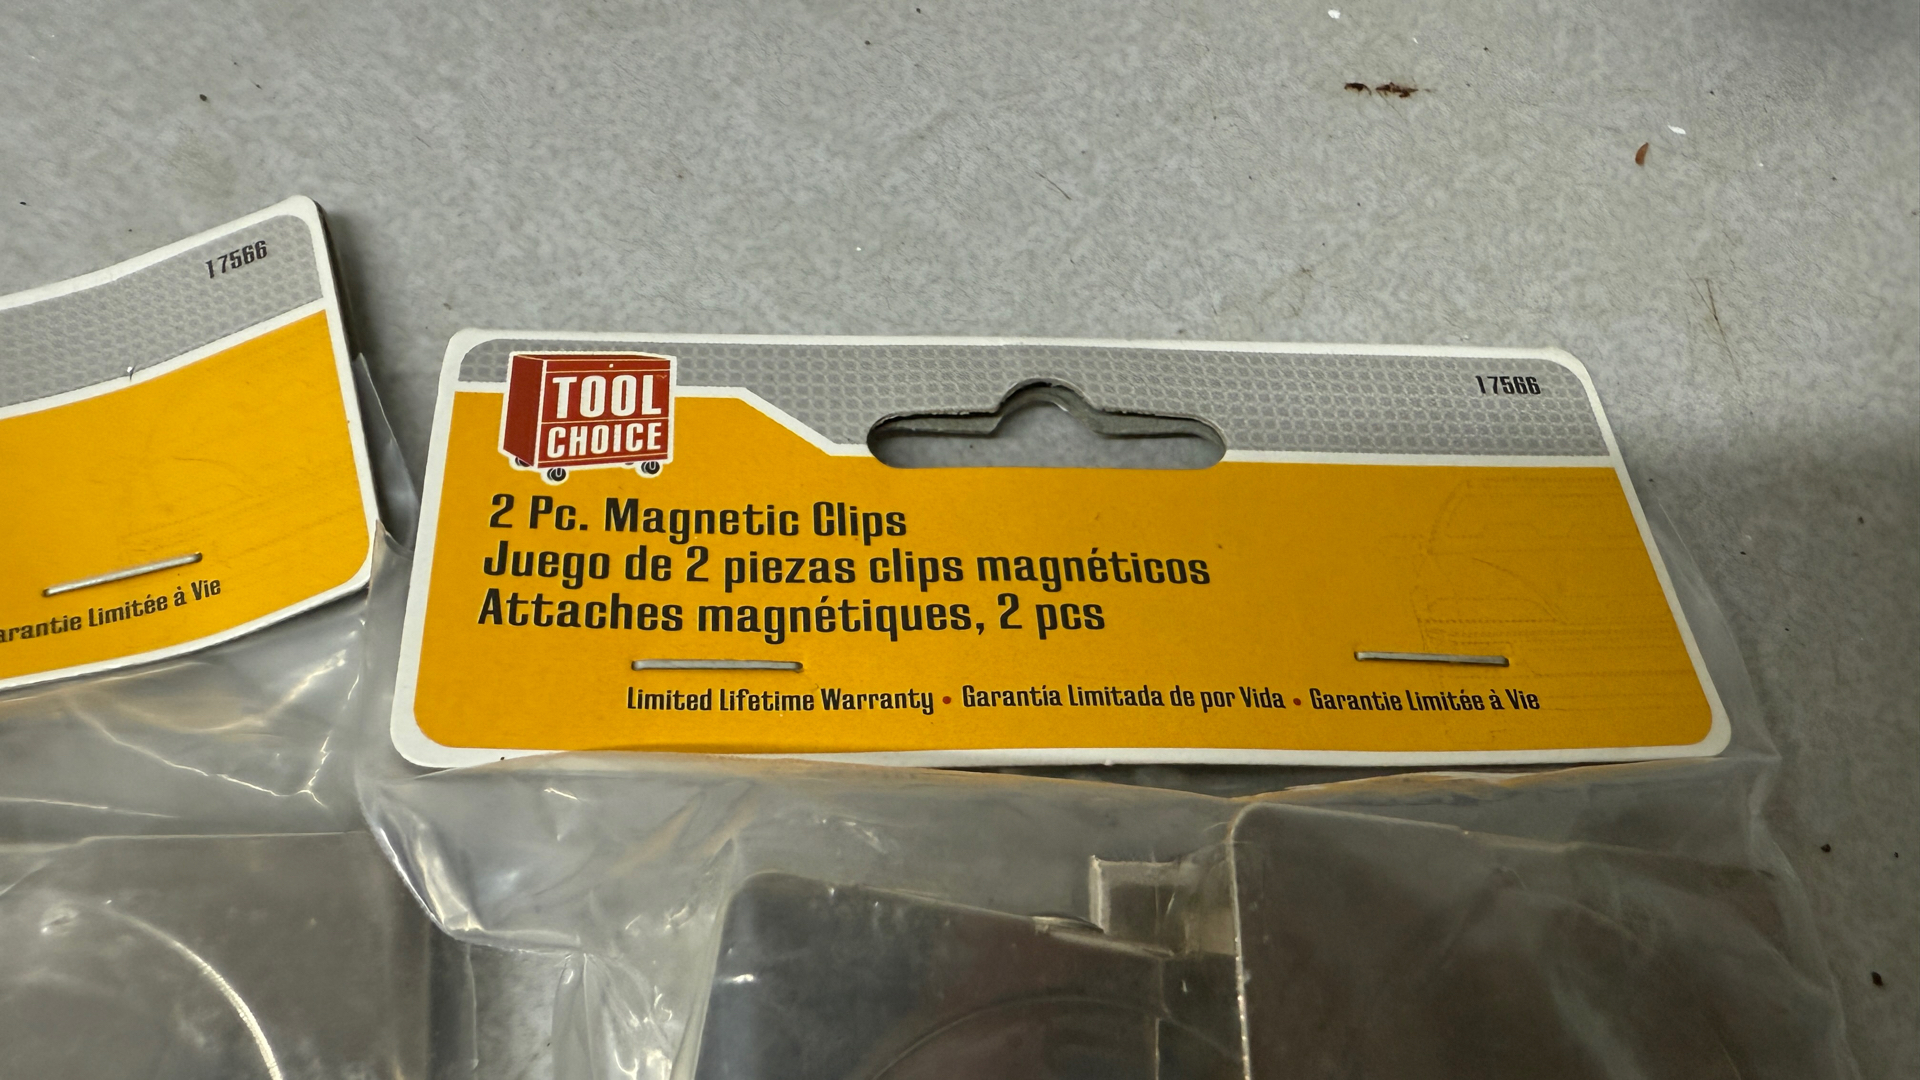 17566
arantie Limitée à Vie
TOOL
CHOICE
17566
2 Pc. Magnetic Clips
Juego de 2 piezas clips magnéticos
Attaches magnétiques, 2 pcs
Limited Lifetime Warranty • Garantía Limitada de por Vida • Garantie Limitée à Vie